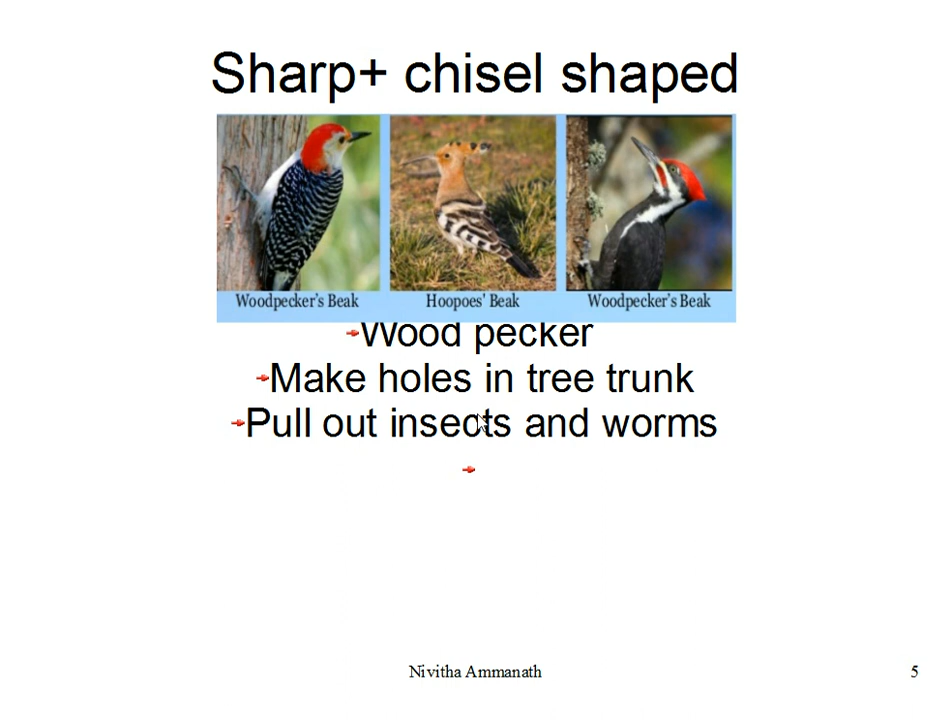 Sharp+ chisel shaped
Woodpecker's Beak
Hoopoes' Beak
Woodpecker's Beak
Wood pecker
Make holes in tree trunk
Pull out insects and worms
Nivitha Ammanath
5